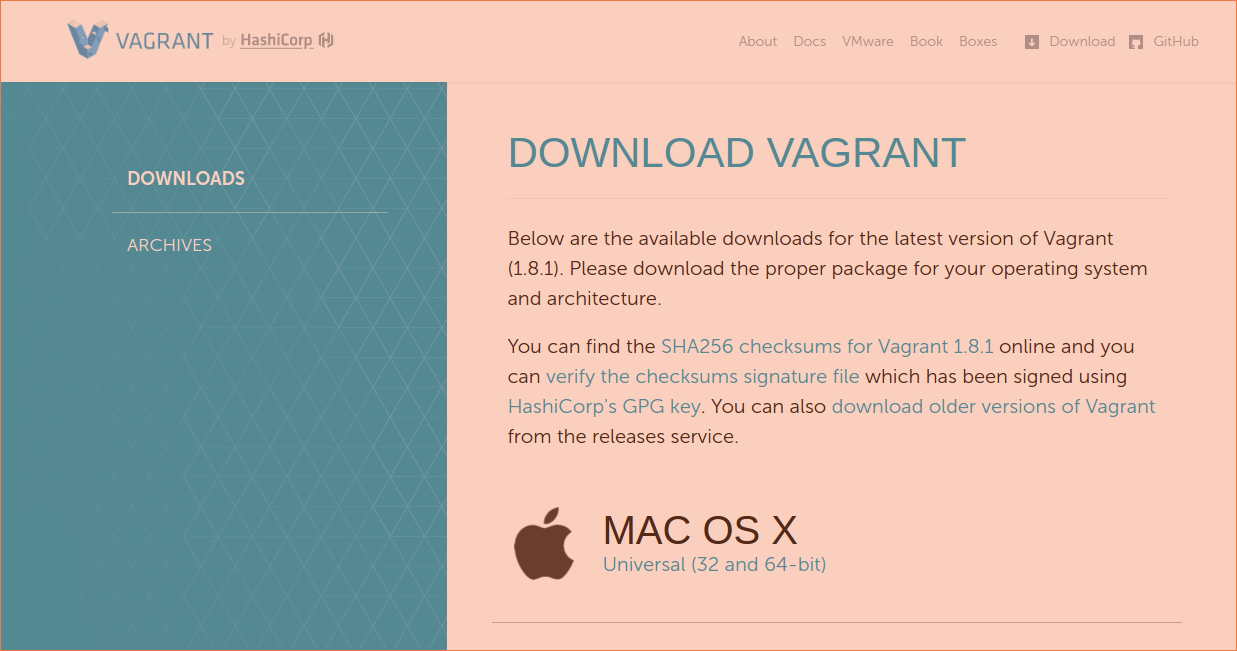 VAGRANT by HashiCorp
About Docs VMware Book Boxes Download GitHub
DOWNLOADS
ARCHIVES
DOWNLOAD VAGRANT
Below are the available downloads for the latest version of Vagrant
(1.8.1). Please download the proper package for your operating system
and architecture.
You can find the SHA256 checksums for Vagrant 1.8.1 online and you
can verify the checksums signature file which has been signed using
HashiCorp's GPG key. You can also download older versions of Vagrant
from the releases service.
MAC OS X
Universal (32 and 64-bit)